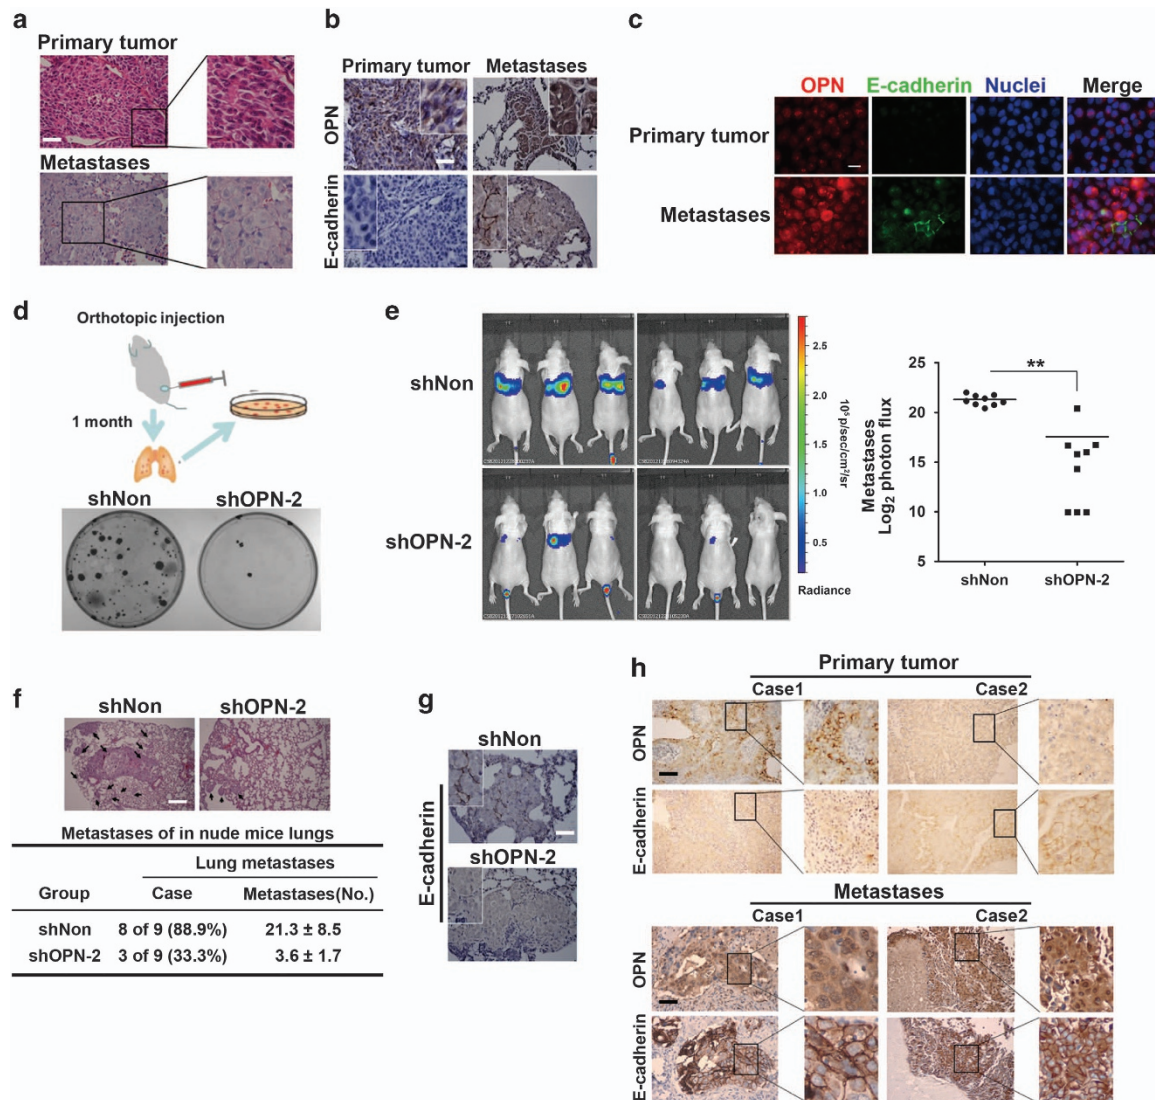 a
Primary tumor
Metastases
b
Primary tumor Metastases
OPN
E-cadherin
c
OPN E-cadherin Nuclei Merge
Primary tumor
Metastases
d
Orthotopic injection
1 month
shNon shOPN-2
e
shNon
shOPN-2
2.5
2.0
1.5
1.0
0.5
10⁵ p/sec/cm²/sr
Radiance
**
Metastases
Log₂ photon flux
25
20
15
10
5
shNon shOPN-2
f
shNon shOPN-2
Metastases of in nude mice lungs
Lung metastases
Group Case Metastases(No.)
shNon 8 of 9 (88.9%) 21.3 ± 8.5
shOPN-2 3 of 9 (33.3%) 3.6 ± 1.7
g
shNon
shOPN-2
E-cadherin
h
Primary tumor
Case1 Case2
OPN
E-cadherin
Metastases
Case1 Case2
OPN
E-cadherin